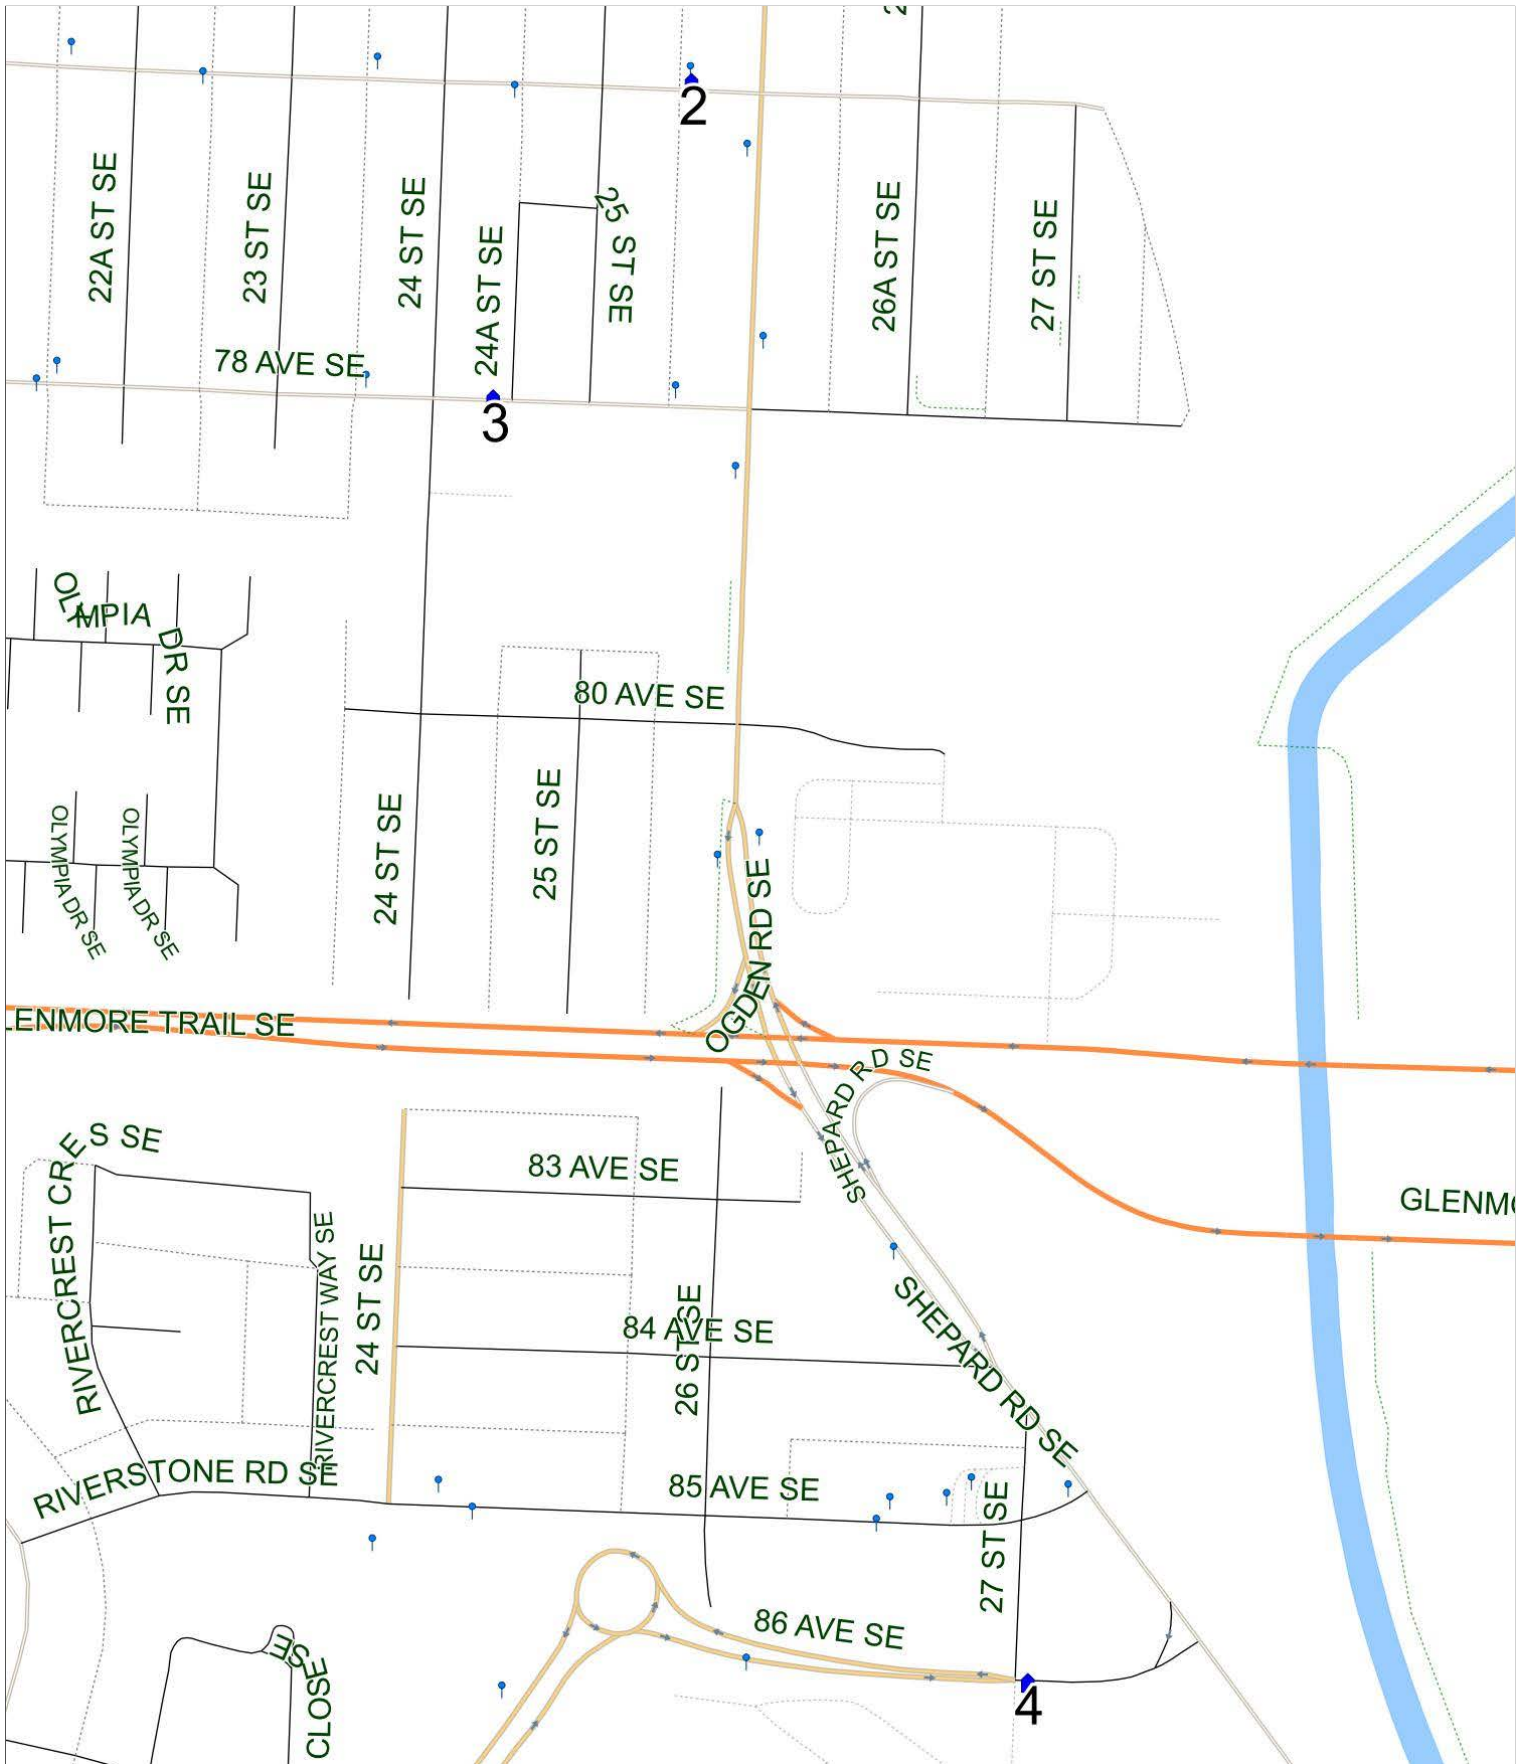 2
22A ST SE
23 ST SE
24 ST SE
24A ST SE
25 ST SE
26A ST SE
27 ST SE
78 AVE SE
3
OLYMPIA DR SE
80 AVE SE
24 ST SE
25 ST SE
OLYMPIA DR SE
OLYMPIA DR SE
OGDEN RD SE
LENMORE TRAIL SE
SHEPARD RD SE
RIVERCREST CRES SE
83 AVE SE
GLENM
RIVERCREST WAY SE
24 ST SE
26 ST SE
84 AVE SE
SHEPARD RD SE
RIVERSTONE RD SE
85 AVE SE
27 ST SE
86 AVE SE
CLOSE SE
4